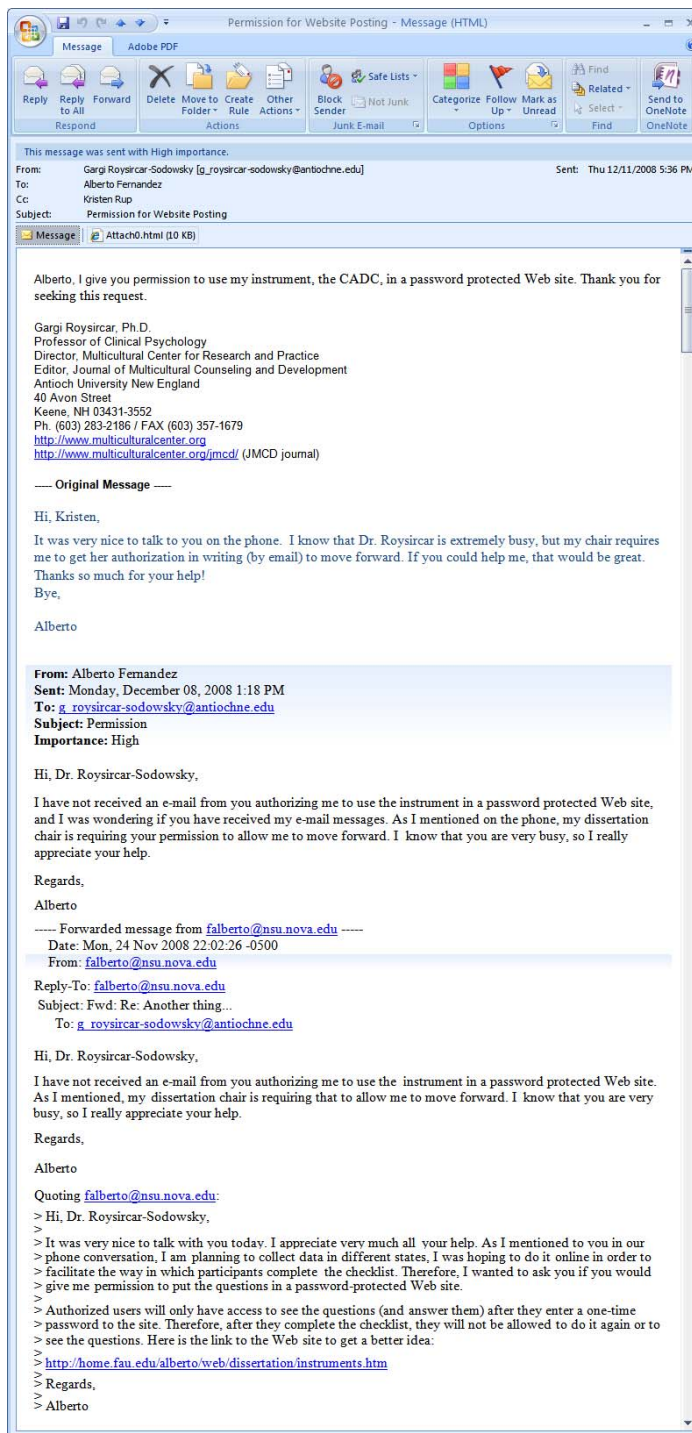 Permission for Website Posting - Message (HTML)
Message Adobe PDF
Reply Reply to All Forward Delete Move to Folder Create Rule Other Actions Block Sender Safe Lists Not Junk Categorize Follow Up Mark as Unread Find Related Select Send to OneNote
Respond Actions Junk E-mail Options Find OneNote
This message was sent with High importance.
From: Gargi Roysircar-Sodowsky [g_roysircar-sodowsky@antiochne.edu] Sent: Thu 12/11/2008 5:36 PM
To: Alberto Fernandez
Cc: Kristen Rup
Subject: Permission for Website Posting
Message Attach0.html (10 KB)
Alberto, I give you permission to use my instrument, the CADC, in a password protected Web site. Thank you for
seeking this request.
Gargi Roysircar, Ph.D.
Professor of Clinical Psychology
Director, Multicultural Center for Research and Practice
Editor, Journal of Multicultural Counseling and Development
Antioch University New England
40 Avon Street
Keene, NH 03431-3552
Ph. (603) 283-2186 / FAX (603) 357-1679
http://www.multiculturalcenter.org
http://www.multiculturalcenter.org/jmcd/ (JMCD journal)
----- Original Message -----
Hi, Kristen,
It was very nice to talk to you on the phone. I know that Dr. Roysircar is extremely busy, but my chair requires
me to get her authorization in writing (by email) to move forward. If you could help me, that would be great.
Thanks so much for your help!
Bye,
Alberto
From: Alberto Fernandez
Sent: Monday, December 08, 2008 1:18 PM
To: g_roysircar-sodowsky@antiochne.edu
Subject: Permission
Importance: High
Hi, Dr. Roysircar-Sodowsky,
I have not received an e-mail from you authorizing me to use the instrument in a password protected Web site,
and I was wondering if you have received my e-mail messages. As I mentioned on the phone, my dissertation
chair is requiring your permission to allow me to move forward. I know that you are very busy, so I really
appreciate your help.
Regards,
Alberto
----- Forwarded message from falberto@nsu.nova.edu -----
Date: Mon, 24 Nov 2008 22:02:26 -0500
From: falberto@nsu.nova.edu
Reply-To: falberto@nsu.nova.edu
Subject: Fwd: Re: Another thing...
To: g_roysircar-sodowsky@antiochne.edu
Hi, Dr. Roysircar-Sodowsky,
I have not received an e-mail from you authorizing me to use the instrument in a password protected Web site.
As I mentioned, my dissertation chair is requiring that to allow me to move forward. I know that you are very
busy, so I really appreciate your help.
Regards,
Alberto
Quoting falberto@nsu.nova.edu:
> Hi, Dr. Roysircar-Sodowsky,
>
> It was very nice to talk with you today. I appreciate very much all your help. As I mentioned to you in our
> phone conversation, I am planning to collect data in different states, I was hoping to do it online in order to
> facilitate the way in which participants complete the checklist. Therefore, I wanted to ask you if you would
> give me permission to put the questions in a password-protected Web site.
>
> Authorized users will only have access to see the questions (and answer them) after they enter a one-time
> password to the site. Therefore, after they complete the checklist, they will not be allowed to do it again or to
> see the questions. Here is the link to the Web site to get a better idea:
>
> http://home.fau.edu/alberto/web/dissertation/instruments.htm
>
> Regards,
>
> Alberto